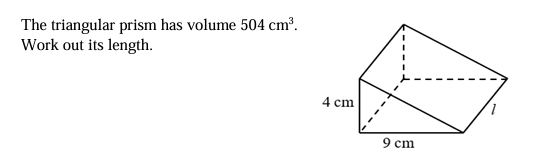 The triangular prism has volume 504 cm³.
Work out its length.
4 cm
l
9 cm